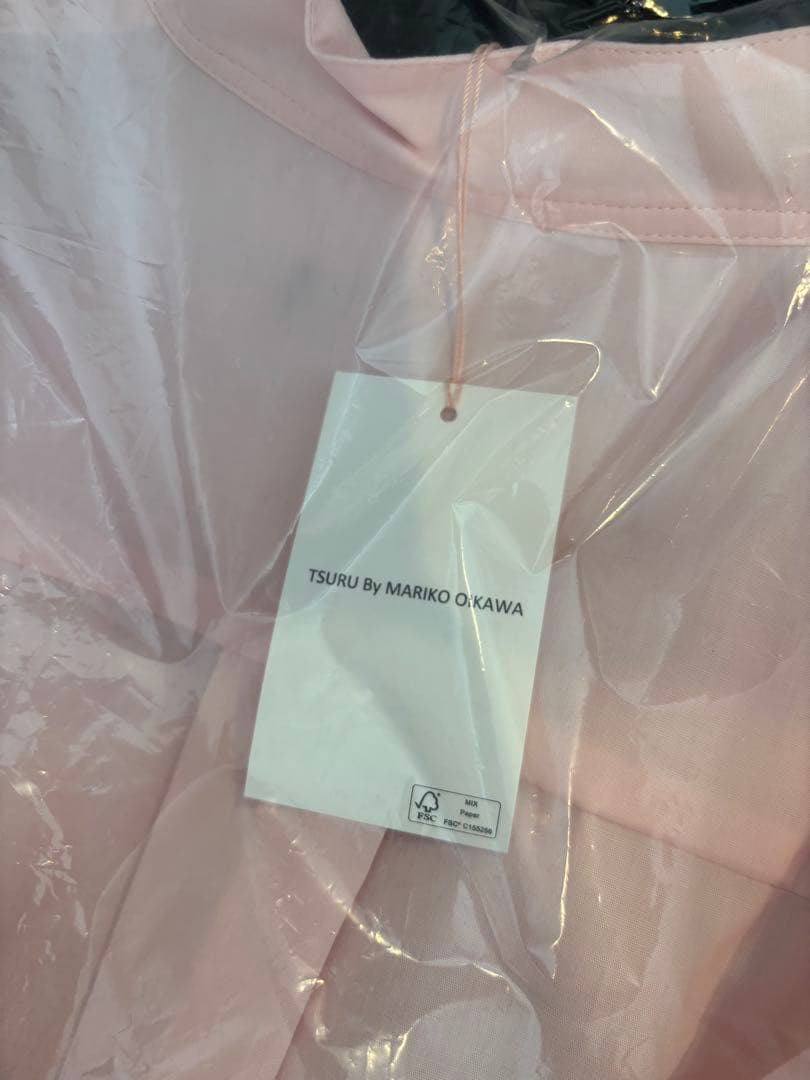 TSURU By MARIKO OIKAWA
FSC
MIX
Paper
FSC® C155286